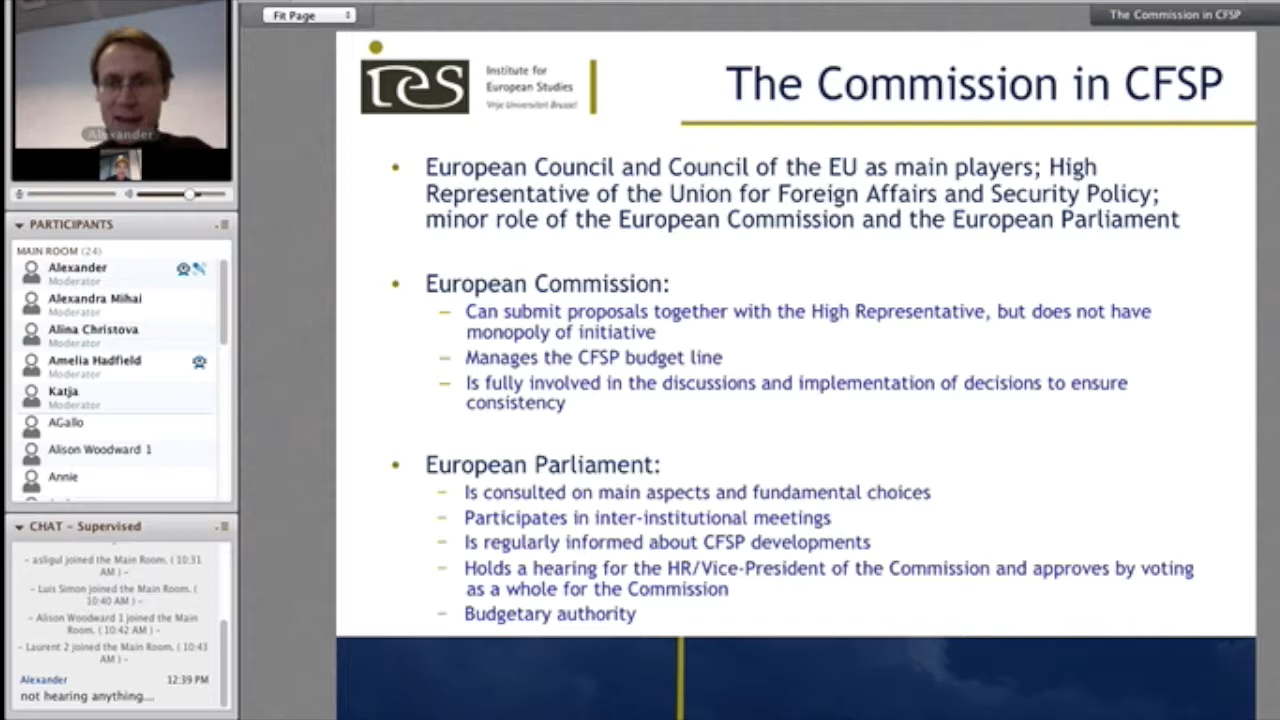 Fit Page
The Commission in CFSP
Alexander
PARTICIPANTS
MAIN ROOM (24)
Alexander
Moderator
Alexandra Mihai
Moderator
Alina Christova
Moderator
Amelia Hadfield
Moderator
Katja
Moderator
AGallo
Alison Woodward 1
Annie
CHAT – Supervised
– asligul joined the Main Room. ( 10:31
AM ) –
– Luis Simon joined the Main Room. (
10:40 AM ) –
– Alison Woodward 1 joined the Main
Room. ( 10:42 AM ) –
– Laurent 2 joined the Main Room. ( 10:43
AM ) –
Alexander 12:39 PM
not hearing anything...
ies
Institute for
European Studies
Vrije Universiteit Brussel
The Commission in CFSP
• European Council and Council of the EU as main players; High
Representative of the Union for Foreign Affairs and Security Policy;
minor role of the European Commission and the European Parliament
• European Commission:
– Can submit proposals together with the High Representative, but does not have
monopoly of initiative
– Manages the CFSP budget line
– Is fully involved in the discussions and implementation of decisions to ensure
consistency
• European Parliament:
– Is consulted on main aspects and fundamental choices
– Participates in inter-institutional meetings
– Is regularly informed about CFSP developments
– Holds a hearing for the HR/Vice-President of the Commission and approves by voting
as a whole for the Commission
– Budgetary authority